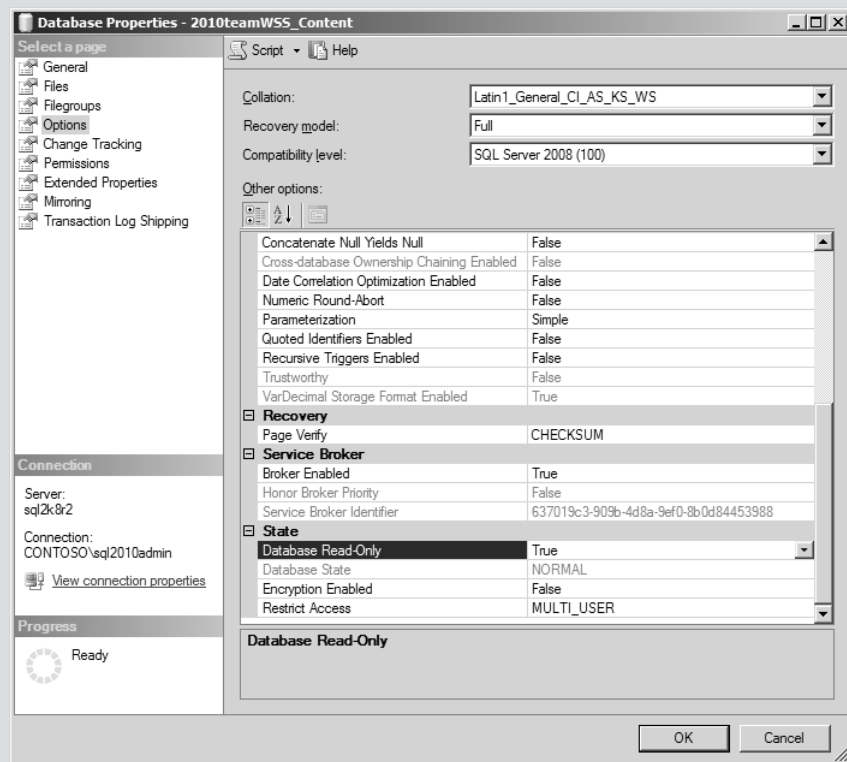 Database Properties - 2010teamWSS_Content
Select a page
General
Files
Filegroups
Options
Change Tracking
Permissions
Extended Properties
Mirroring
Transaction Log Shipping
Connection
Server:
sql2k8r2
Connection:
CONTOSO\sql2010admin
View connection properties
Progress
Ready
Script Help
Collation: Latin1_General_CI_AS_KS_WS
Recovery model: Full
Compatibility level: SQL Server 2008 (100)
Other options:
Concatenate Null Yields Null False
Cross-database Ownership Chaining Enabled False
Date Correlation Optimization Enabled False
Numeric Round-Abort False
Parameterization Simple
Quoted Identifiers Enabled False
Recursive Triggers Enabled False
Trustworthy False
VarDecimal Storage Format Enabled True
Recovery
Page Verify CHECKSUM
Service Broker
Broker Enabled True
Honor Broker Priority False
Service Broker Identifier 637019c3-909b-4d8a-9ef0-8b0d84453988
State
Database Read-Only True
Database State NORMAL
Encryption Enabled False
Restrict Access MULTI_USER
Database Read-Only
OK Cancel